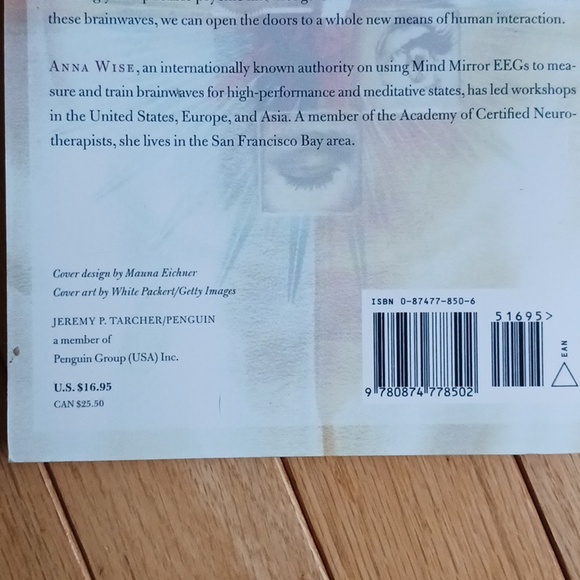 these brainwaves, we can open the doors to a whole new means of human interaction.
ANNA WISE, an internationally known authority on using Mind Mirror EEGs to mea-
sure and train brainwaves for high-performance and meditative states, has led workshops
in the United States, Europe, and Asia. A member of the Academy of Certified Neuro-
therapists, she lives in the San Francisco Bay area.
Cover design by Mauna Eichner
Cover art by White Packert/Getty Images
JEREMY P. TARCHER/PENGUIN
a member of
Penguin Group (USA) Inc.
U.S. $16.95
CAN $25.50
ISBN 0-87477-850-6
51695>
9 780874 778502
EAN